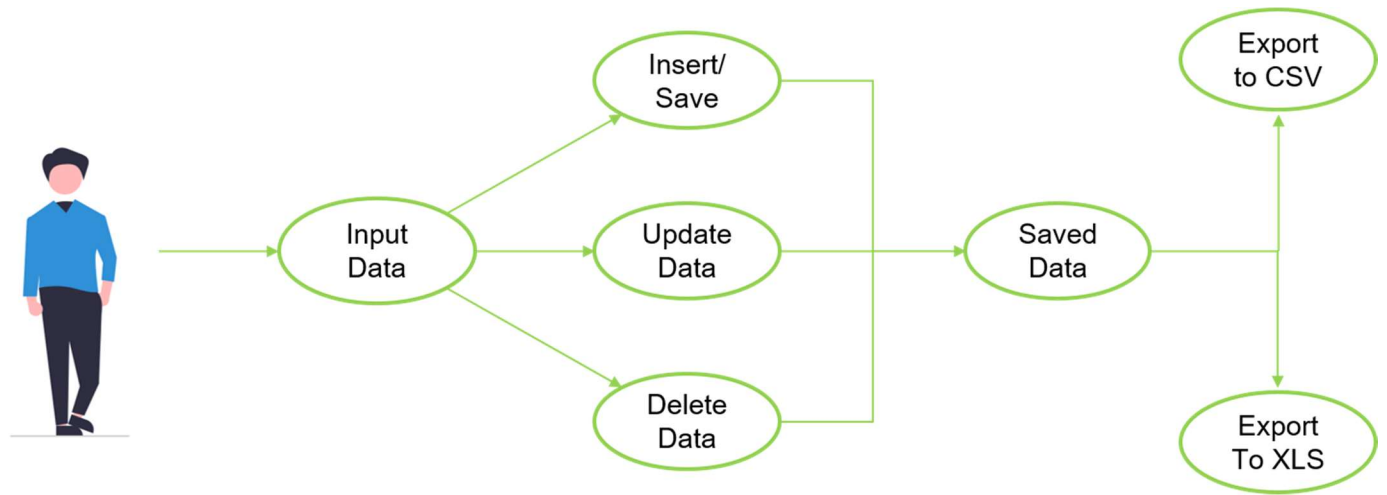 Input
Data
Insert/
Save
Update
Data
Delete
Data
Saved
Data
Export
to CSV
Export
To XLS